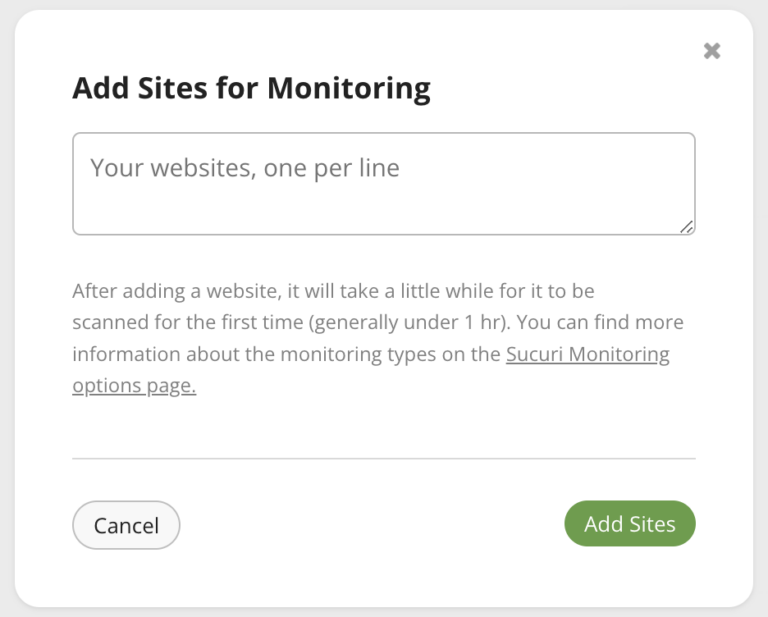 Add Sites for Monitoring
Your websites, one per line
After adding a website, it will take a little while for it to be
scanned for the first time (generally under 1 hr). You can find more
information about the monitoring types on the Sucuri Monitoring
options page.
Cancel
Add Sites